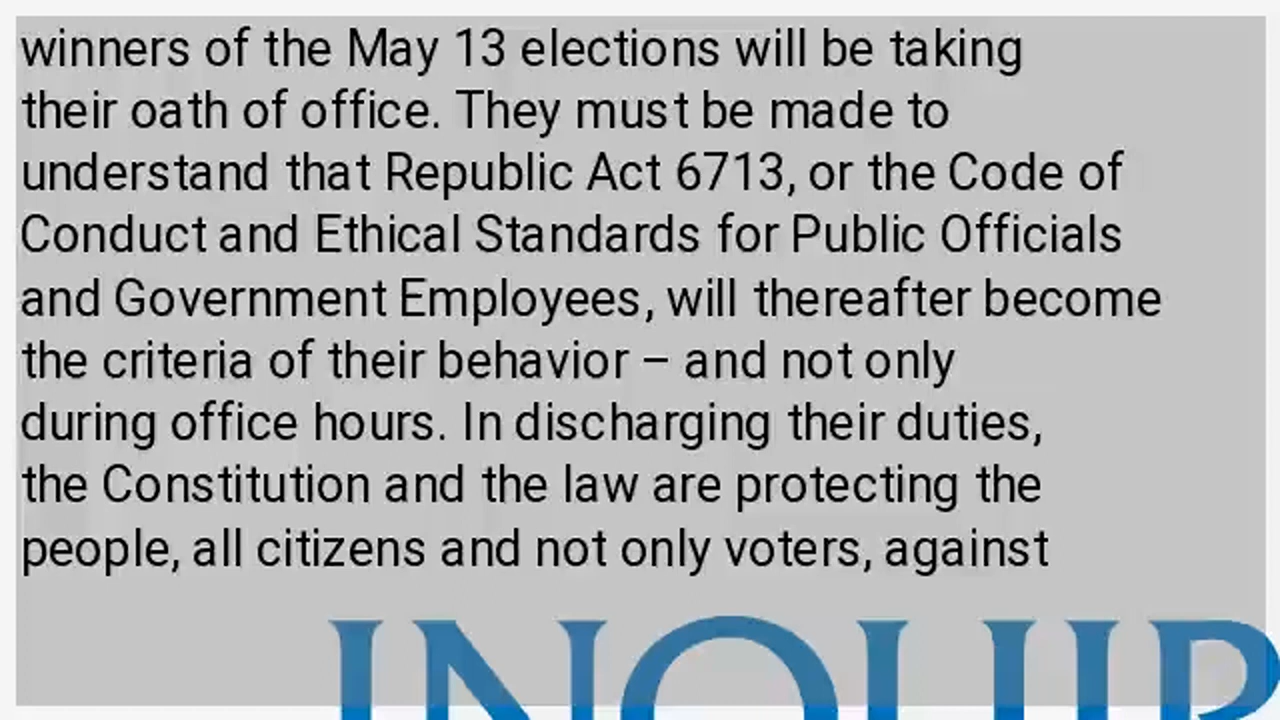 winners of the May 13 elections will be taking
their oath of office. They must be made to
understand that Republic Act 6713, or the Code of
Conduct and Ethical Standards for Public Officials
and Government Employees, will thereafter become
the criteria of their behavior – and not only
during office hours. In discharging their duties,
the Constitution and the law are protecting the
people, all citizens and not only voters, against